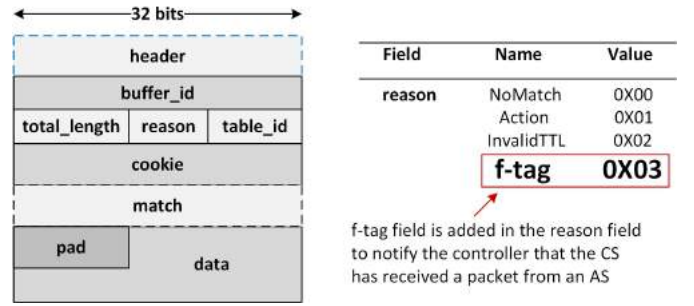 32 bits
header
buffer_id
total_length reason table_id
cookie
match
pad
data
Field Name Value
reason NoMatch 0X00
Action 0X01
InvalidTTL 0X02
f-tag 0X03
f-tag field is added in the reason field
to notify the controller that the CS
has received a packet from an AS